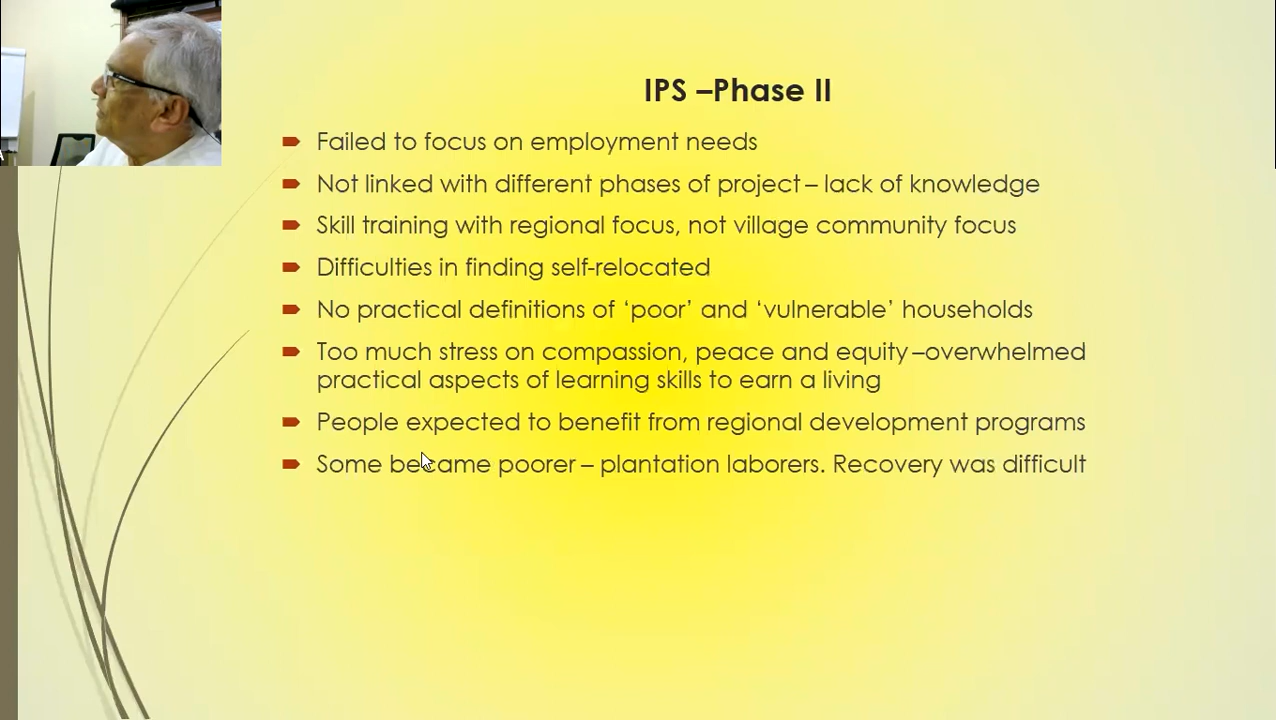 IPS –Phase II
Failed to focus on employment needs
Not linked with different phases of project – lack of knowledge
Skill training with regional focus, not village community focus
Difficulties in finding self-relocated
No practical definitions of ‘poor’ and ‘vulnerable’ households
Too much stress on compassion, peace and equity –overwhelmed
practical aspects of learning skills to earn a living
People expected to benefit from regional development programs
Some became poorer – plantation laborers. Recovery was difficult